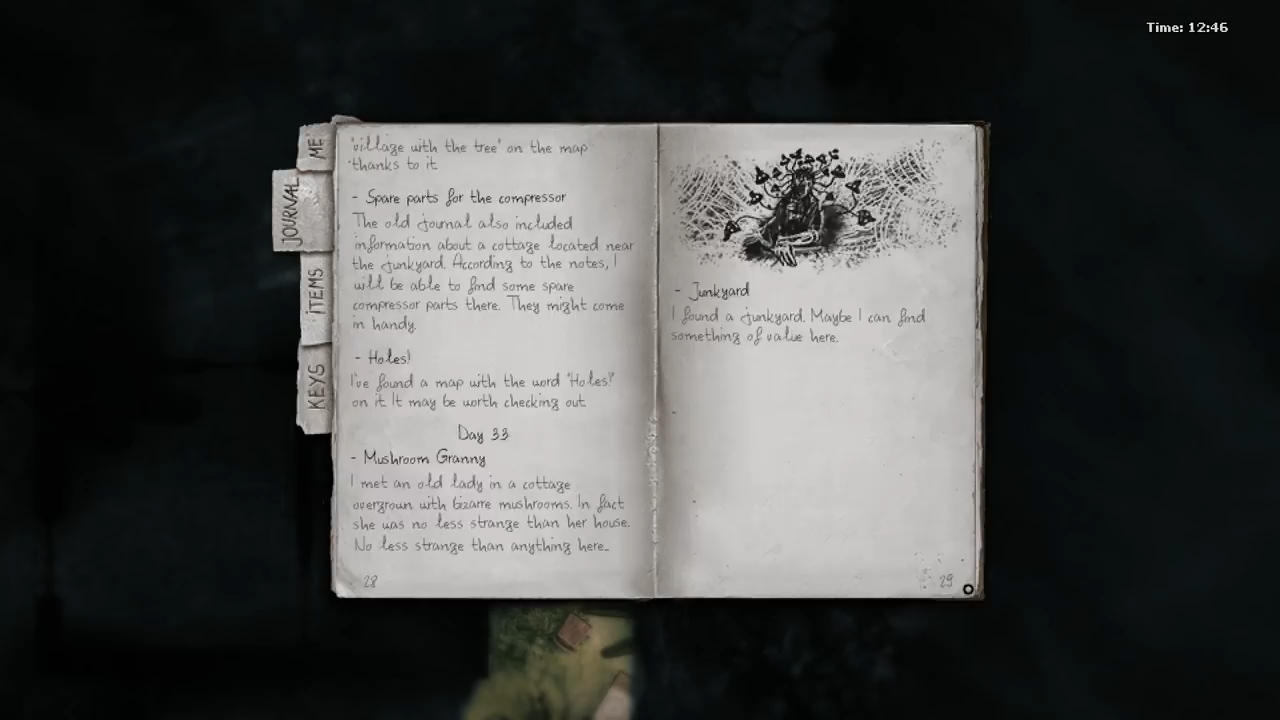 Time: 12:46
ME
JOURNAL
ITEMS
KEYS
'village with the tree' on the map
thanks to it
- Spare parts for the compressor
The old journal also included
information about a cottage located near
the junkyard. According to the notes, I
will be able to find some spare
compressor parts there. They might come
in handy.
- Holes!
I've found a map with the word "Holes!"
on it. It may be worth checking out
Day 33
- Mushroom Granny
I met an old lady in a cottage
overgrown with bizarre mushrooms. In fact
she was no less strange than her house.
No less strange than anything here...
28
- Junkyard
I found a junkyard. Maybe I can find
something of value here.
29